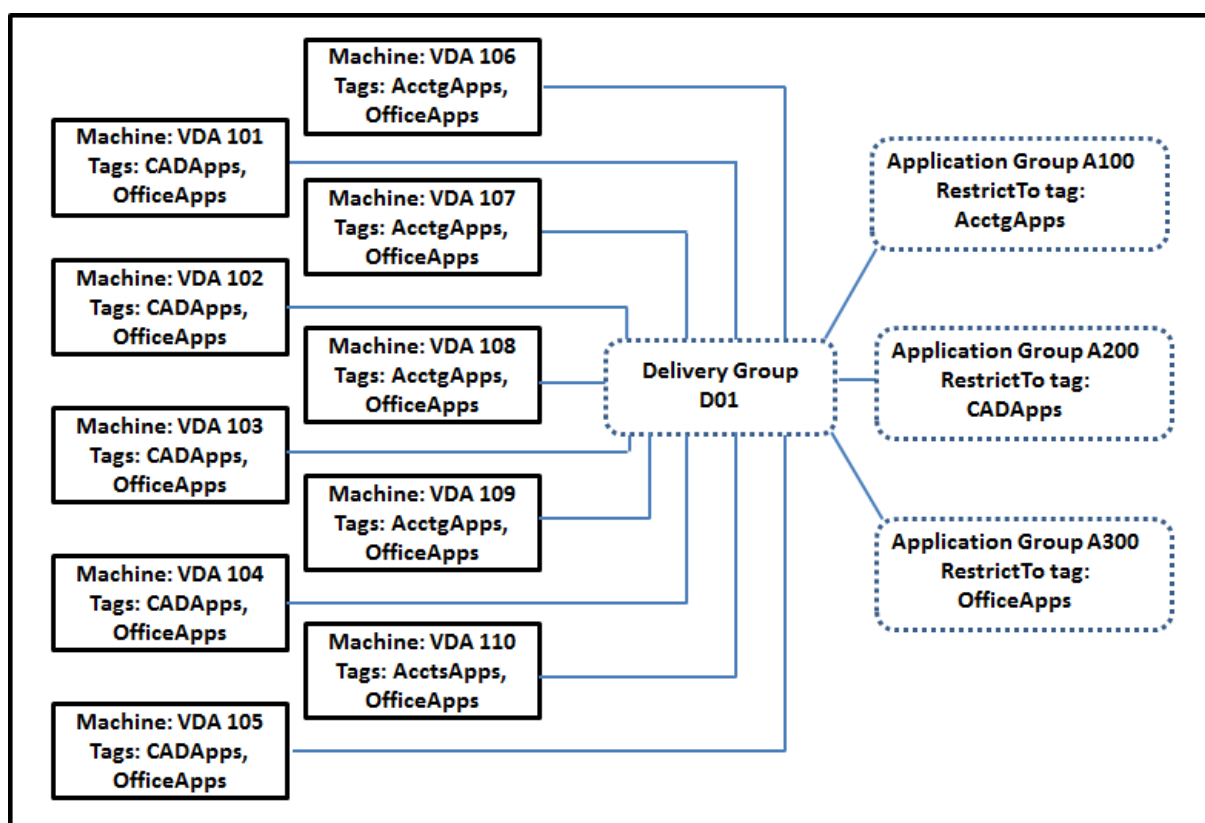 Machine: VDA 106
Tags: AcctgApps,
OfficeApps
Machine: VDA 101
Tags: CADApps,
OfficeApps
Machine: VDA 107
Tags: AcctgApps,
OfficeApps
Machine: VDA 102
Tags: CADApps,
OfficeApps
Machine: VDA 108
Tags: AcctgApps,
OfficeApps
Machine: VDA 103
Tags: CADApps,
OfficeApps
Machine: VDA 109
Tags: AcctgApps,
OfficeApps
Machine: VDA 104
Tags: CADApps,
OfficeApps
Machine: VDA 110
Tags: AcctsApps,
OfficeApps
Machine: VDA 105
Tags: CADApps,
OfficeApps
Delivery Group
D01
Application Group A100
RestrictTo tag:
AcctgApps
Application Group A200
RestrictTo tag:
CADApps
Application Group A300
RestrictTo tag:
OfficeApps